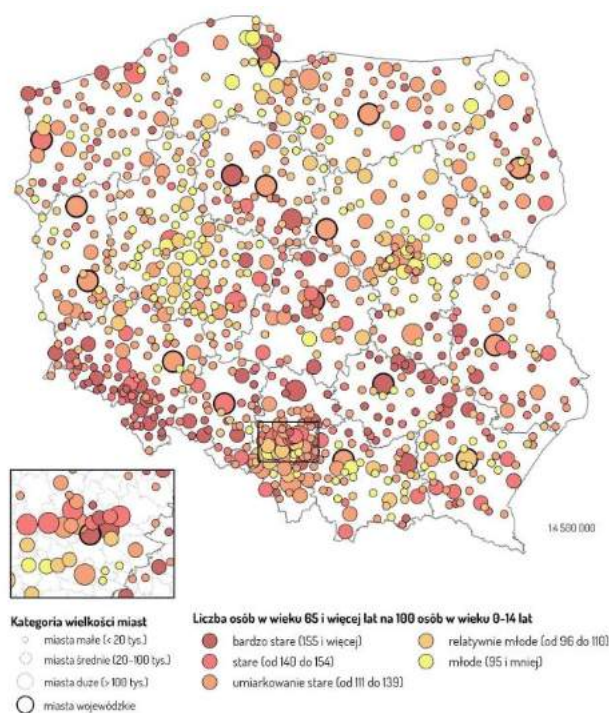 1:4 500 000
Kategoria wielkości miast
miasta małe (< 20 tys.)
miasta średnie (20-100 tys.)
miasta duże (> 100 tys.)
miasta wojewódzkie
Liczba osób w wieku 65 i więcej lat na 100 osób w wieku 0-14 lat
bardzo stare (155 i więcej)
stare (od 140 do 154)
umiarkowanie stare (od 111 do 139)
relatywnie młode (od 96 do 110)
młode (95 i mniej)